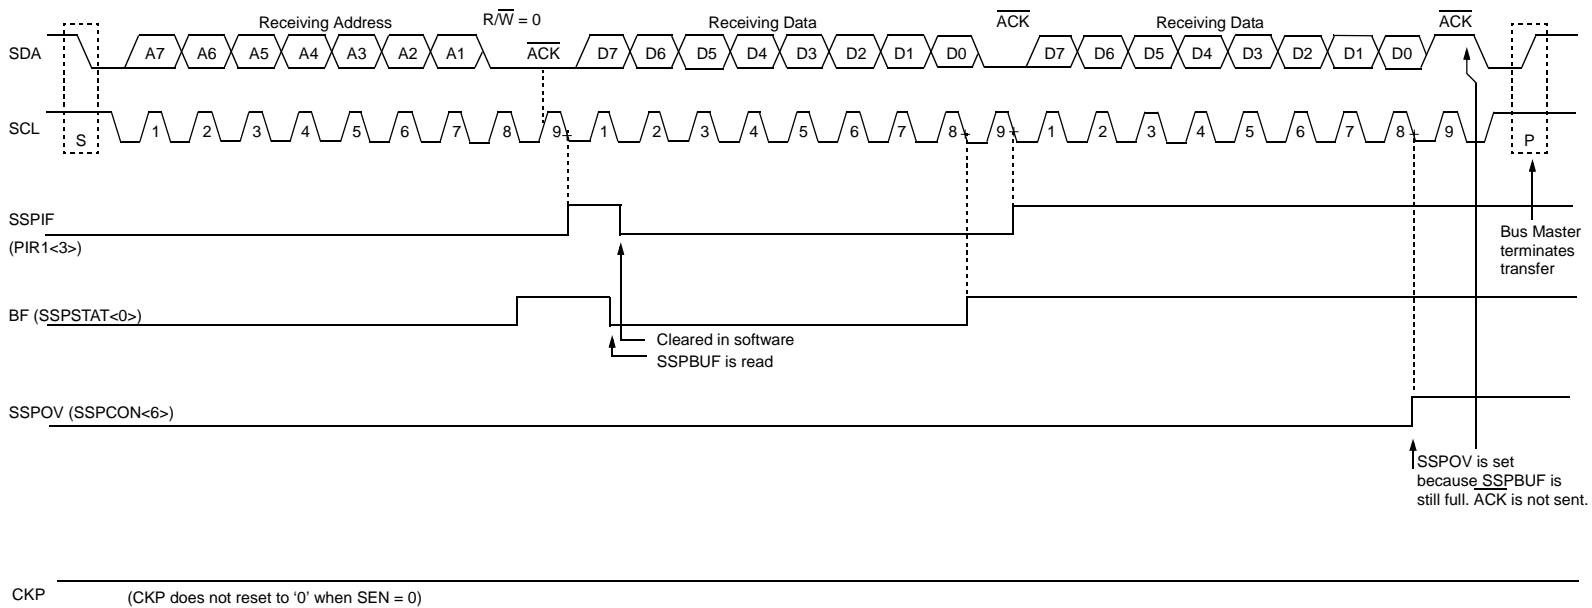 Receiving Address
R/W = 0
Receiving Data
ACK
Receiving Data
ACK
SDA A7 A6 A5 A4 A3 A2 A1 ACK D7 D6 D5 D4 D3 D2 D1 D0 D7 D6 D5 D4 D3 D2 D1 D0
SCL S 1 2 3 4 5 6 7 8 9 1 2 3 4 5 6 7 8 9 1 2 3 4 5 6 7 8 9 P
SSPIF
(PIR1<3>)
Bus Master
terminates
transfer
BF (SSPSTAT<0>)
Cleared in software
SSPBUF is read
SSPOV (SSPCON<6>)
SSPOV is set
because SSPBUF is
still full. ACK is not sent.
CKP
(CKP does not reset to ‘0’ when SEN = 0)